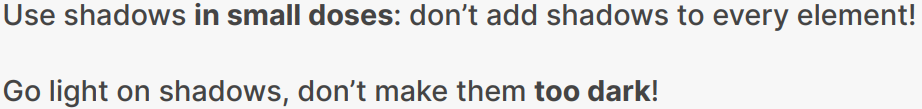 Use shadows in small doses: don’t add shadows to every element!
Go light on shadows, don’t make them too dark!